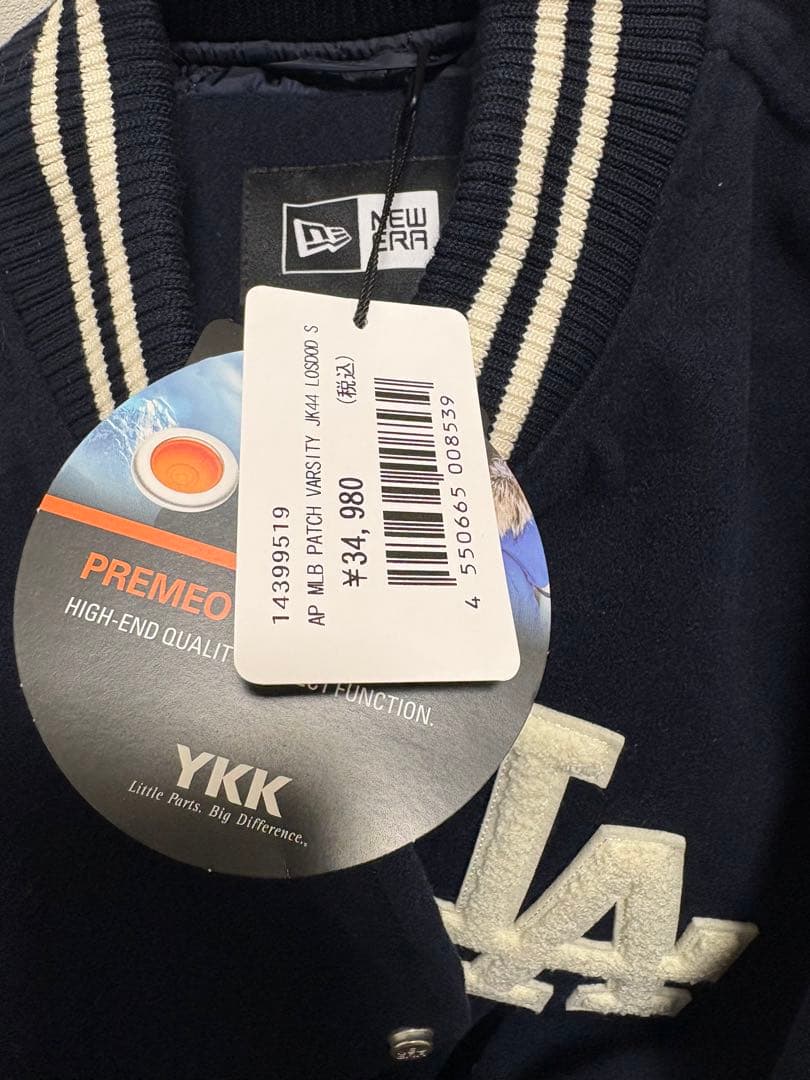 NEW
ERA
14399519
AP MLB PATCH VARSITY JK44 LOSDOD S
¥34,980
(税込)
4 550665 008539
PREMEO
HIGH-END QUALIT
FUNCTION.
YKK
Little Parts. Big Difference.
LA